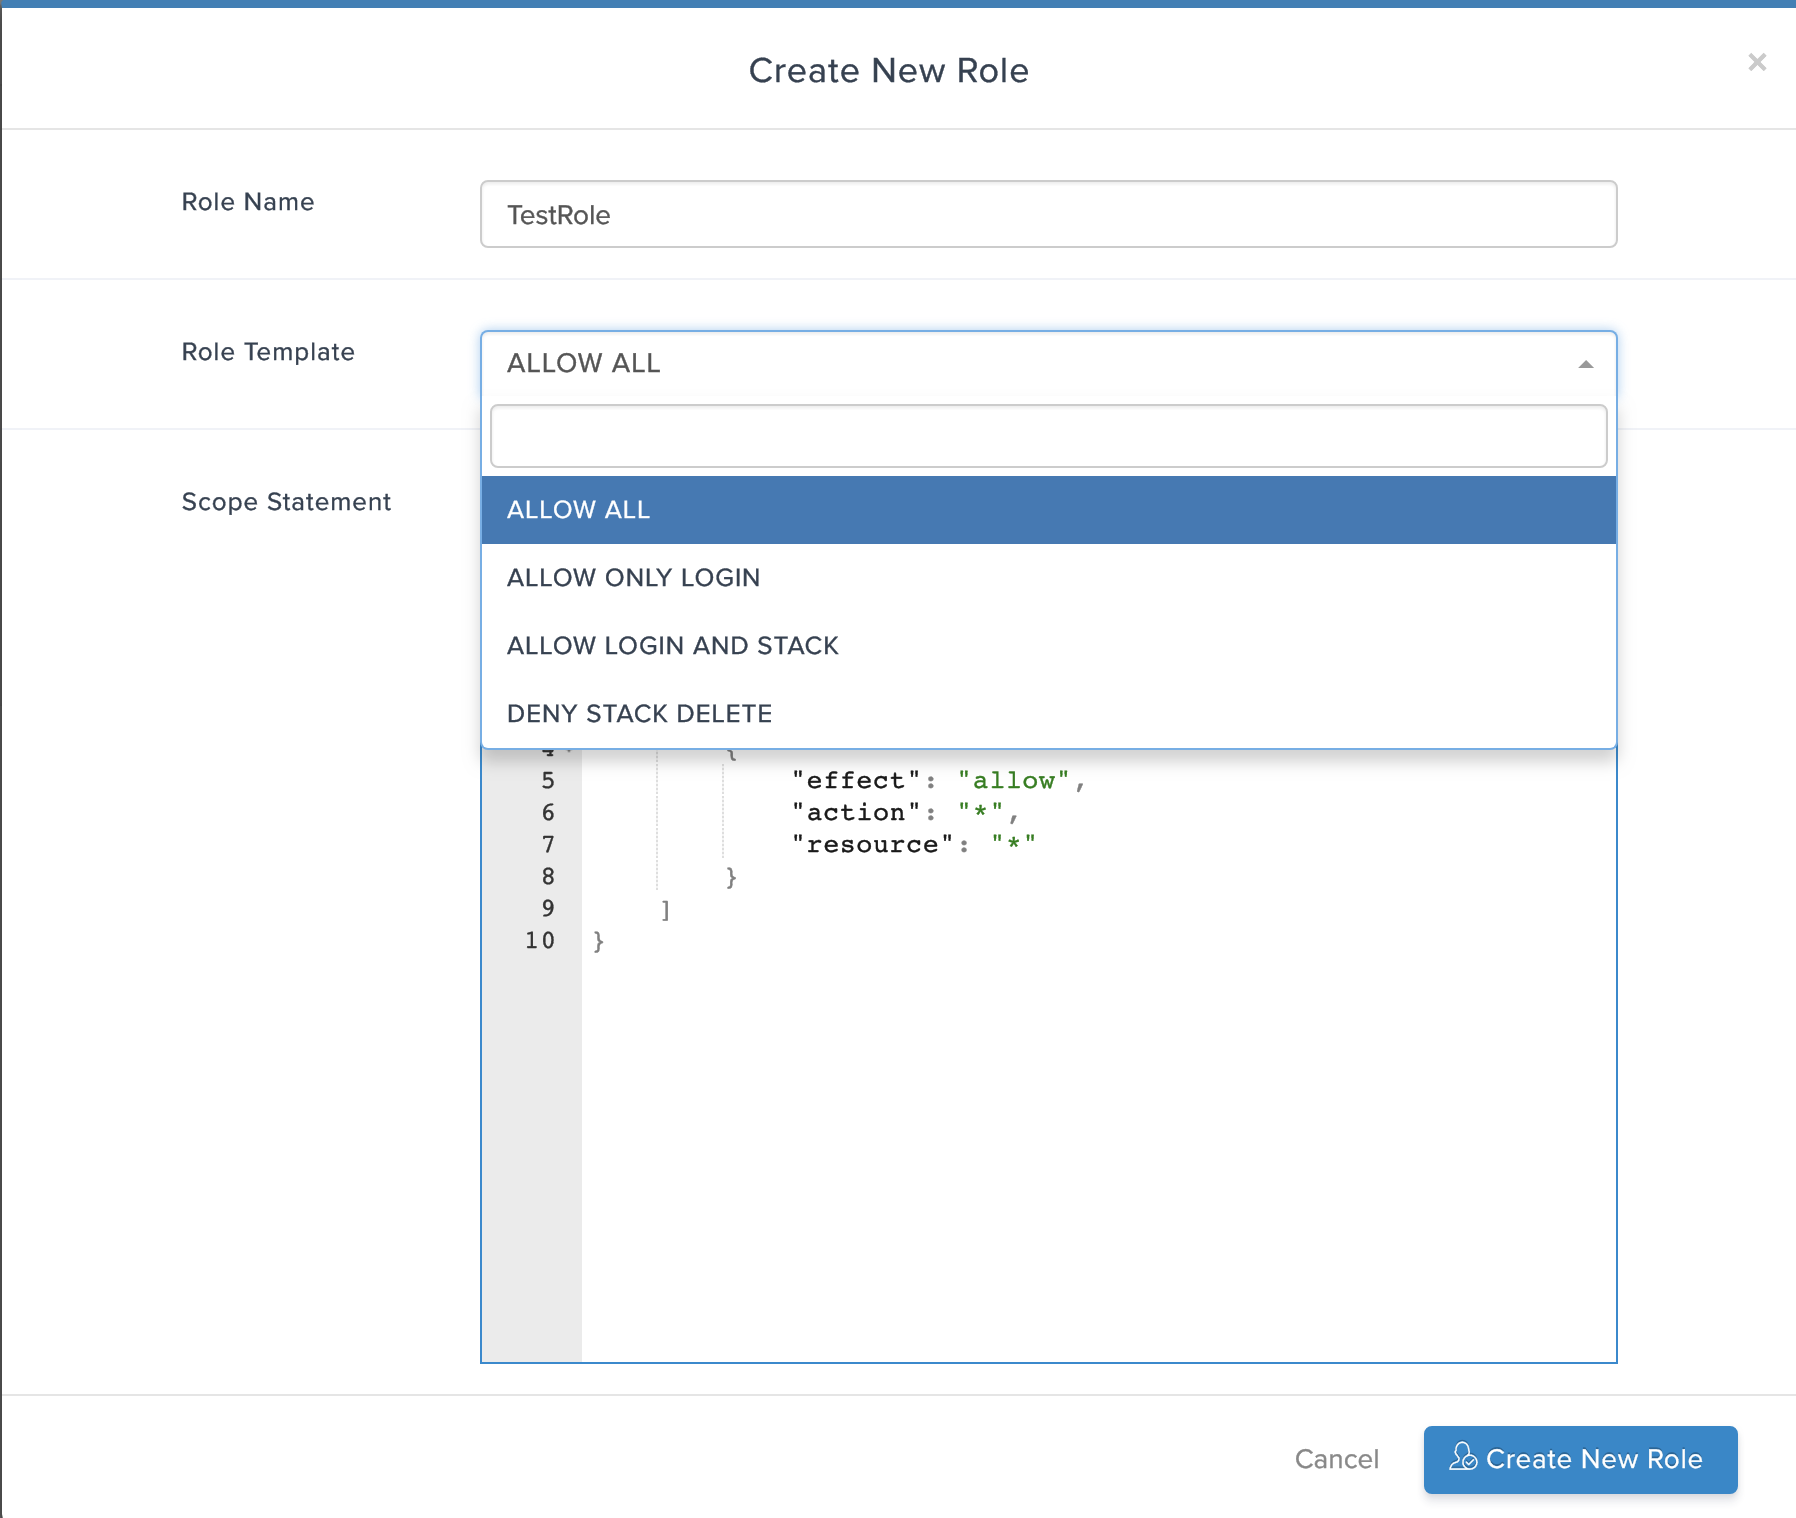 Create New Role
×
Role Name
TestRole
Role Template
ALLOW ALL
Scope Statement
ALLOW ALL
ALLOW ONLY LOGIN
ALLOW LOGIN AND STACK
DENY STACK DELETE
4 {
5 "effect": "allow",
6 "action": "*",
7 "resource": "*"
8 }
9 ]
10 }
Cancel
Create New Role